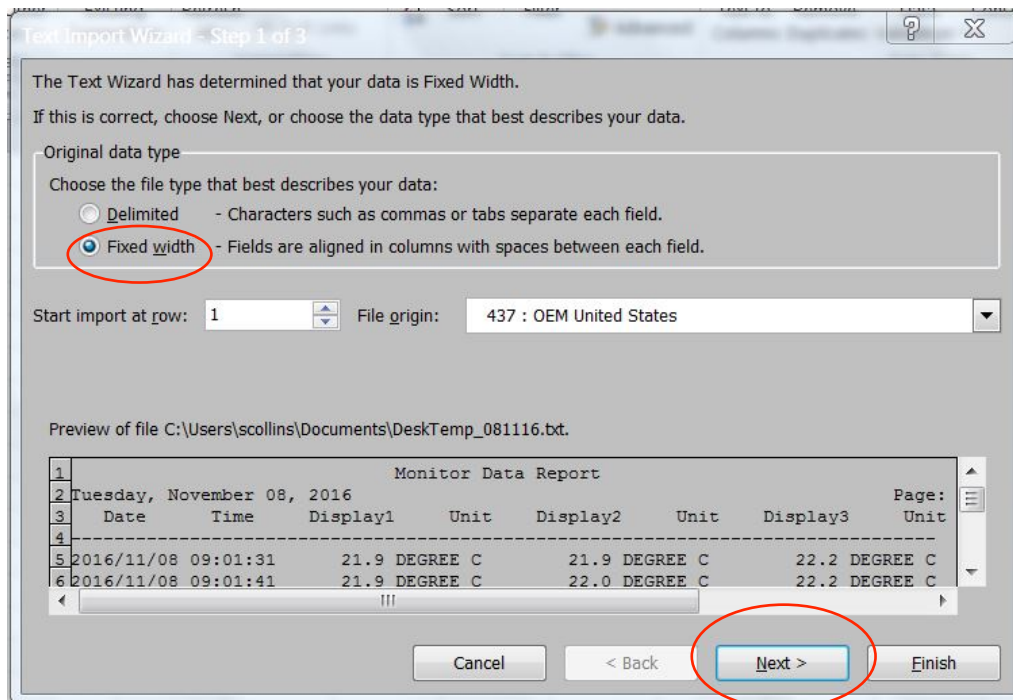 Text Import Wizard - Step 1 of 3
The Text Wizard has determined that your data is Fixed Width.
If this is correct, choose Next, or choose the data type that best describes your data.
Original data type
Choose the file type that best describes your data:
Delimited - Characters such as commas or tabs separate each field.
Fixed width - Fields are aligned in columns with spaces between each field.
Start import at row: 1 File origin: 437 : OEM United States
Preview of file C:\Users\scollins\Documents\DeskTemp_081116.txt.
1 Monitor Data Report
2 Tuesday, November 08, 2016 Page:
3 Date Time Display1 Unit Display2 Unit Display3 Unit
4 --------------------------------------------------------------------------------
5 2016/11/08 09:01:31 21.9 DEGREE C 21.9 DEGREE C 22.2 DEGREE C
6 2016/11/08 09:01:41 21.9 DEGREE C 22.0 DEGREE C 22.2 DEGREE C
Cancel < Back Next > Finish